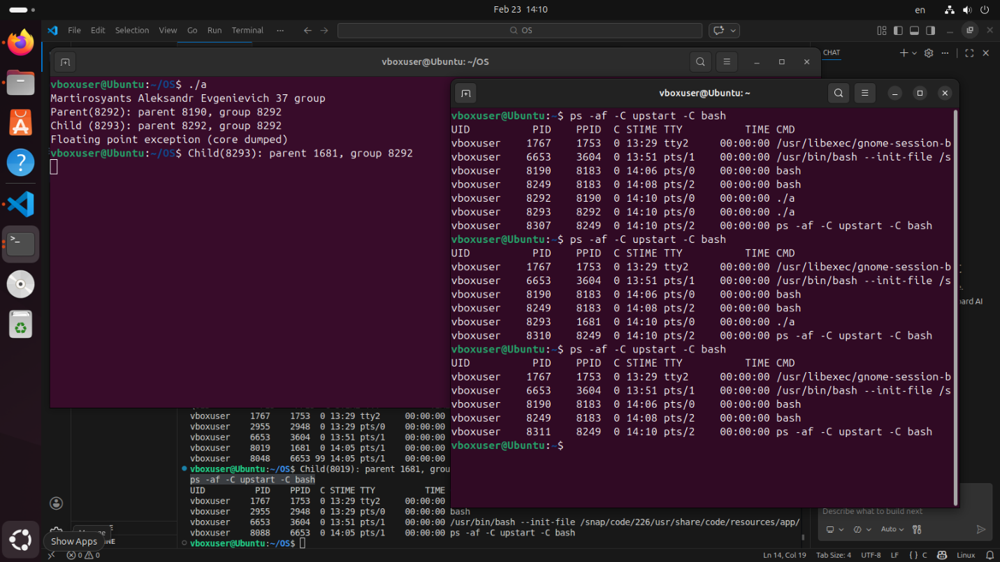 Feb 23 14:10
en
File Edit Selection View Go Run Terminal ···
OS
CHAT
vboxuser@Ubuntu: ~/OS
vboxuser@Ubuntu:~/OS$ ./a
Martirosyants Aleksandr Evgenievich 37 group
Parent(8292): parent 8190, group 8292
Child (8293): parent 8292, group 8292
Floating point exception (core dumped)
vboxuser@Ubuntu:~/OS$ Child(8293): parent 1681, group 8292
vboxuser@Ubuntu: ~
vboxuser@Ubuntu:~$ ps -af -C upstart -C bash
UID PID PPID C STIME TTY TIME CMD
vboxuser 1767 1753 0 13:29 tty2 00:00:00 /usr/libexec/gnome-session-b
vboxuser 6653 3604 0 13:51 pts/1 00:00:00 /usr/bin/bash --init-file /s
vboxuser 8190 8183 0 14:06 pts/0 00:00:00 bash
vboxuser 8249 8183 0 14:08 pts/2 00:00:00 bash
vboxuser 8292 8190 0 14:10 pts/0 00:00:00 ./a
vboxuser 8293 8292 0 14:10 pts/0 00:00:00 ./a
vboxuser 8307 8249 0 14:10 pts/2 00:00:00 ps -af -C upstart -C bash
vboxuser@Ubuntu:~$ ps -af -C upstart -C bash
UID PID PPID C STIME TTY TIME CMD
vboxuser 1767 1753 0 13:29 tty2 00:00:00 /usr/libexec/gnome-session-b
vboxuser 6653 3604 0 13:51 pts/1 00:00:00 /usr/bin/bash --init-file /s
vboxuser 8190 8183 0 14:06 pts/0 00:00:00 bash
vboxuser 8249 8183 0 14:08 pts/2 00:00:00 bash
vboxuser 8293 1681 0 14:10 pts/0 00:00:00 ./a
vboxuser 8310 8249 0 14:10 pts/2 00:00:00 ps -af -C upstart -C bash
vboxuser@Ubuntu:~$ ps -af -C upstart -C bash
UID PID PPID C STIME TTY TIME CMD
vboxuser 1767 1753 0 13:29 tty2 00:00:00 /usr/libexec/gnome-session-b
vboxuser 6653 3604 0 13:51 pts/1 00:00:00 /usr/bin/bash --init-file /s
vboxuser 8190 8183 0 14:06 pts/0 00:00:00 bash
vboxuser 8249 8183 0 14:08 pts/2 00:00:00 bash
vboxuser 8311 8249 0 14:10 pts/2 00:00:00 ps -af -C upstart -C bash
vboxuser@Ubuntu:~$
vboxuser 1767 1753 0 13:29 tty2 00:00:00
vboxuser 2955 2948 0 13:29 pts/0 00:00:00
vboxuser 6653 3604 0 13:51 pts/1 00:00:00
vboxuser 8019 1681 0 14:05 pts/1 00:00:00
vboxuser 8048 6653 99 14:05 pts/1 00:00:00
vboxuser@Ubuntu:~/OS$ Child(8019): parent 1681, grou
ps -af -C upstart -C bash
UID PID PPID C STIME TTY TIME
vboxuser 1767 1753 0 13:29 tty2 00:00:00
vboxuser 2955 2948 0 13:29 pts/0 00:00:00 bash
vboxuser 6653 3604 0 13:51 pts/1 00:00:00 /usr/bin/bash --init-file /snap/code/226/usr/share/code/resources/app/
vboxuser 8088 6653 0 14:05 pts/1 00:00:00 ps -af -C upstart -C bash
vboxuser@Ubuntu:~/OS$
oard AI
Describe what to build next
Auto
Show Apps
0 0
Ln 14, Col 19 Tab Size: 4 UTF-8 LF { } C Linux